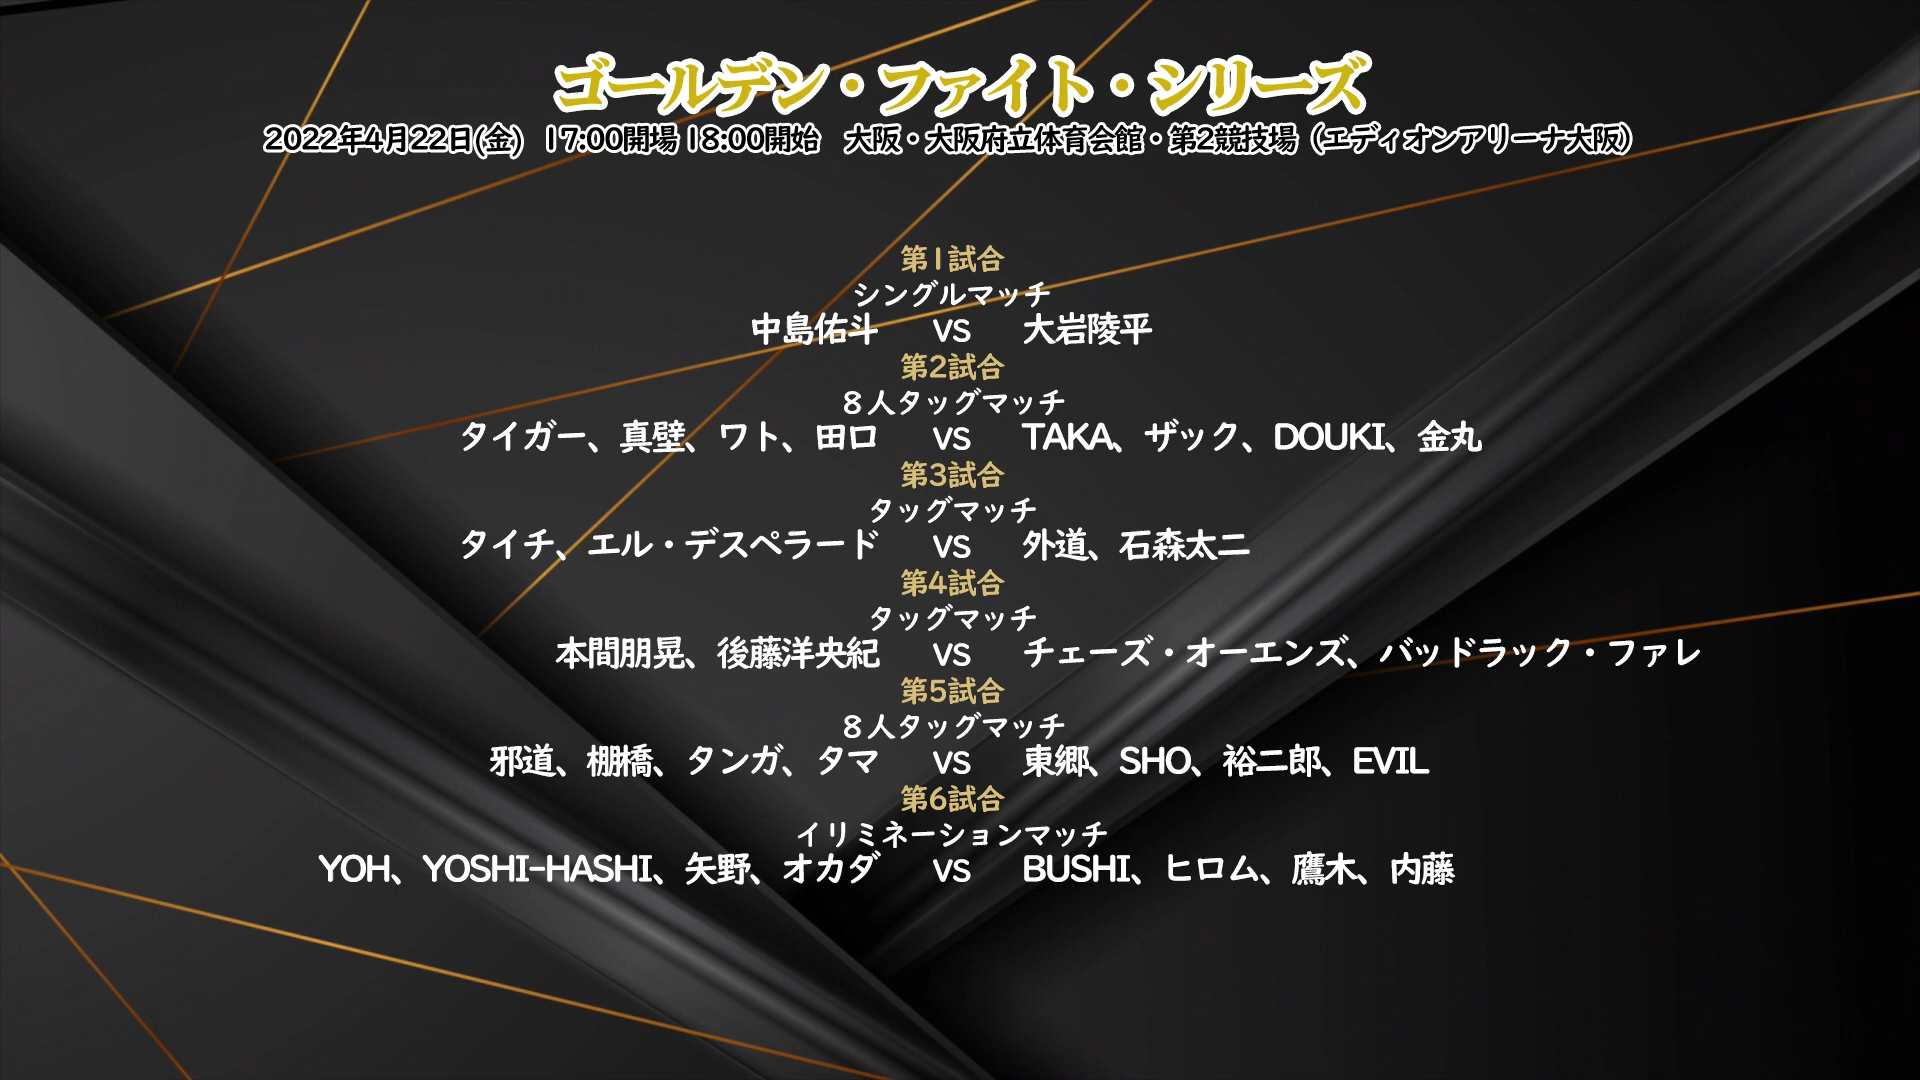 ゴールデン・ファイト・シリーズ
2022年4月22日(金) 17:00開場 18:00開始 大阪・大阪府立体育会館・第2競技場（エディオンアリーナ大阪）
第1試合
シングルマッチ
中島佑斗 VS 大岩陵平
第2試合
８人タッグマッチ
タイガー、真壁、ワト、田口 VS TAKA、ザック、DOUKI、金丸
第3試合
タッグマッチ
タイチ、エル・デスペラード VS 外道、石森太二
第4試合
タッグマッチ
本間朋晃、後藤洋央紀 VS チェーズ・オーエンズ、バッドラック・ファレ
第5試合
８人タッグマッチ
邪道、棚橋、タンガ、タマ VS 東郷、SHO、裕二郎、EVIL
第6試合
イリミネーションマッチ
YOH、YOSHI-HASHI、矢野、オカダ VS BUSHI、ヒロム、鷹木、内藤